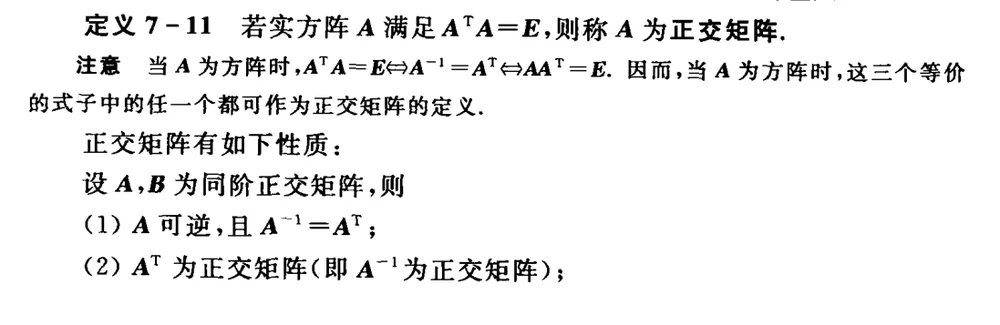 定义 7-11 若实方阵 A 满足 AᵀA=E,则称 A 为正交矩阵.
注意 当 A 为方阵时,AᵀA=E⇔A⁻¹=Aᵀ⇔AAᵀ=E. 因而,当 A 为方阵时,这三个等价
的式子中的任一个都可作为正交矩阵的定义.
正交矩阵有如下性质:
设 A,B 为同阶正交矩阵,则
(1) A 可逆,且 A⁻¹=Aᵀ;
(2) Aᵀ 为正交矩阵(即 A⁻¹为正交矩阵);